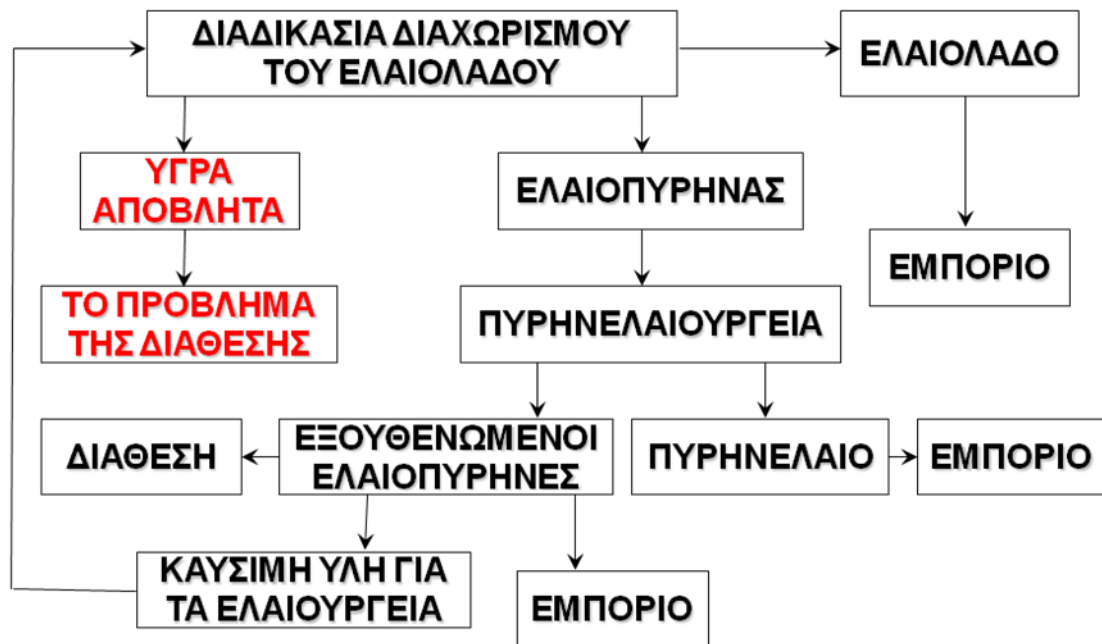 ΔΙΑΔΙΚΑΣΙΑ ΔΙΑΧΩΡΙΣΜΟΥ
ΤΟΥ ΕΛΑΙΟΛΑΔΟΥ
ΕΛΑΙΟΛΑΔΟ
ΥΓΡΑ
ΑΠΟΒΛΗΤΑ
ΕΛΑΙΟΠΥΡΗΝΑΣ
ΕΜΠΟΡΙΟ
ΤΟ ΠΡΟΒΛΗΜΑ
ΤΗΣ ΔΙΑΘΕΣΗΣ
ΠΥΡΗΝΕΛΑΙΟΥΡΓΕΙΑ
ΔΙΑΘΕΣΗ
ΕΞΟΥΘΕΝΩΜΕΝΟΙ
ΕΛΑΙΟΠΥΡΗΝΕΣ
ΠΥΡΗΝΕΛΑΙΟ
ΕΜΠΟΡΙΟ
ΚΑΥΣΙΜΗ ΥΛΗ ΓΙΑ
ΤΑ ΕΛΑΙΟΥΡΓΕΙΑ
ΕΜΠΟΡΙΟ